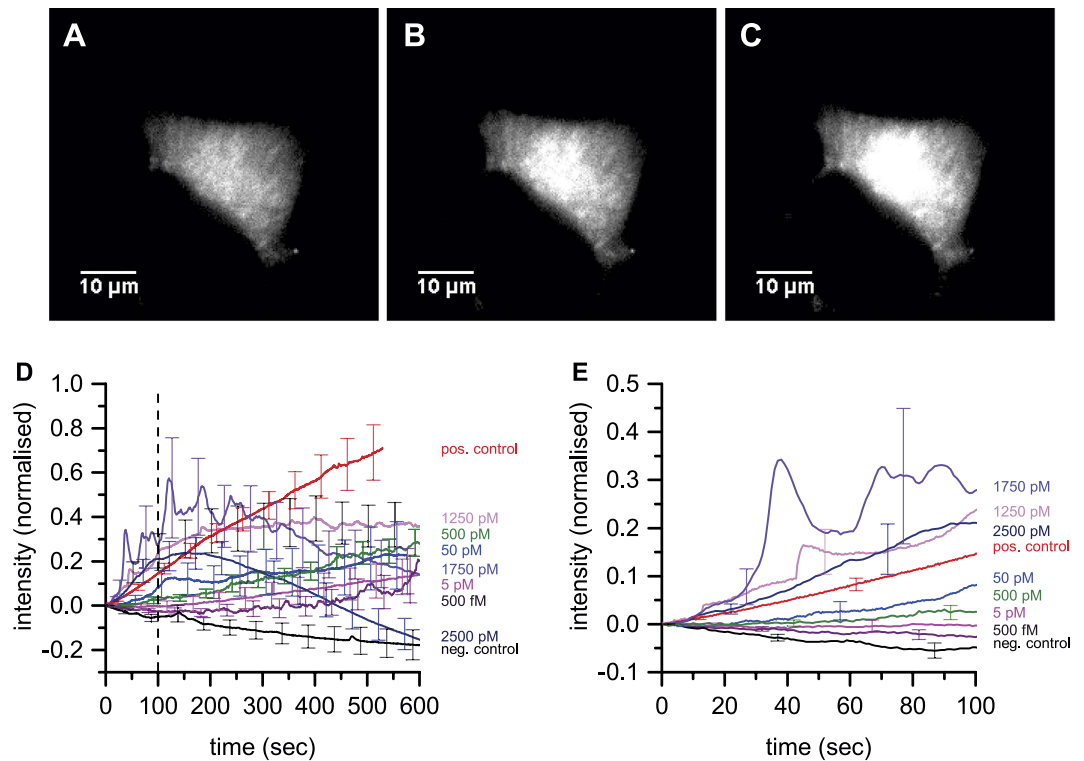 A
B
C
10 μm
10 μm
10 μm
D
1.0
0.8
0.6
0.4
0.2
0.0
-0.2
intensity (normalised)
0
100
200
300
400
500
600
time (sec)
pos. control
1250 pM
500 pM
50 pM
1750 pM
5 pM
500 fM
2500 pM
neg. control
E
0.5
0.4
0.3
0.2
0.1
0.0
-0.1
intensity (normalised)
0
20
40
60
80
100
time (sec)
1750 pM
1250 pM
2500 pM
pos. control
50 pM
500 pM
5 pM
500 fM
neg. control